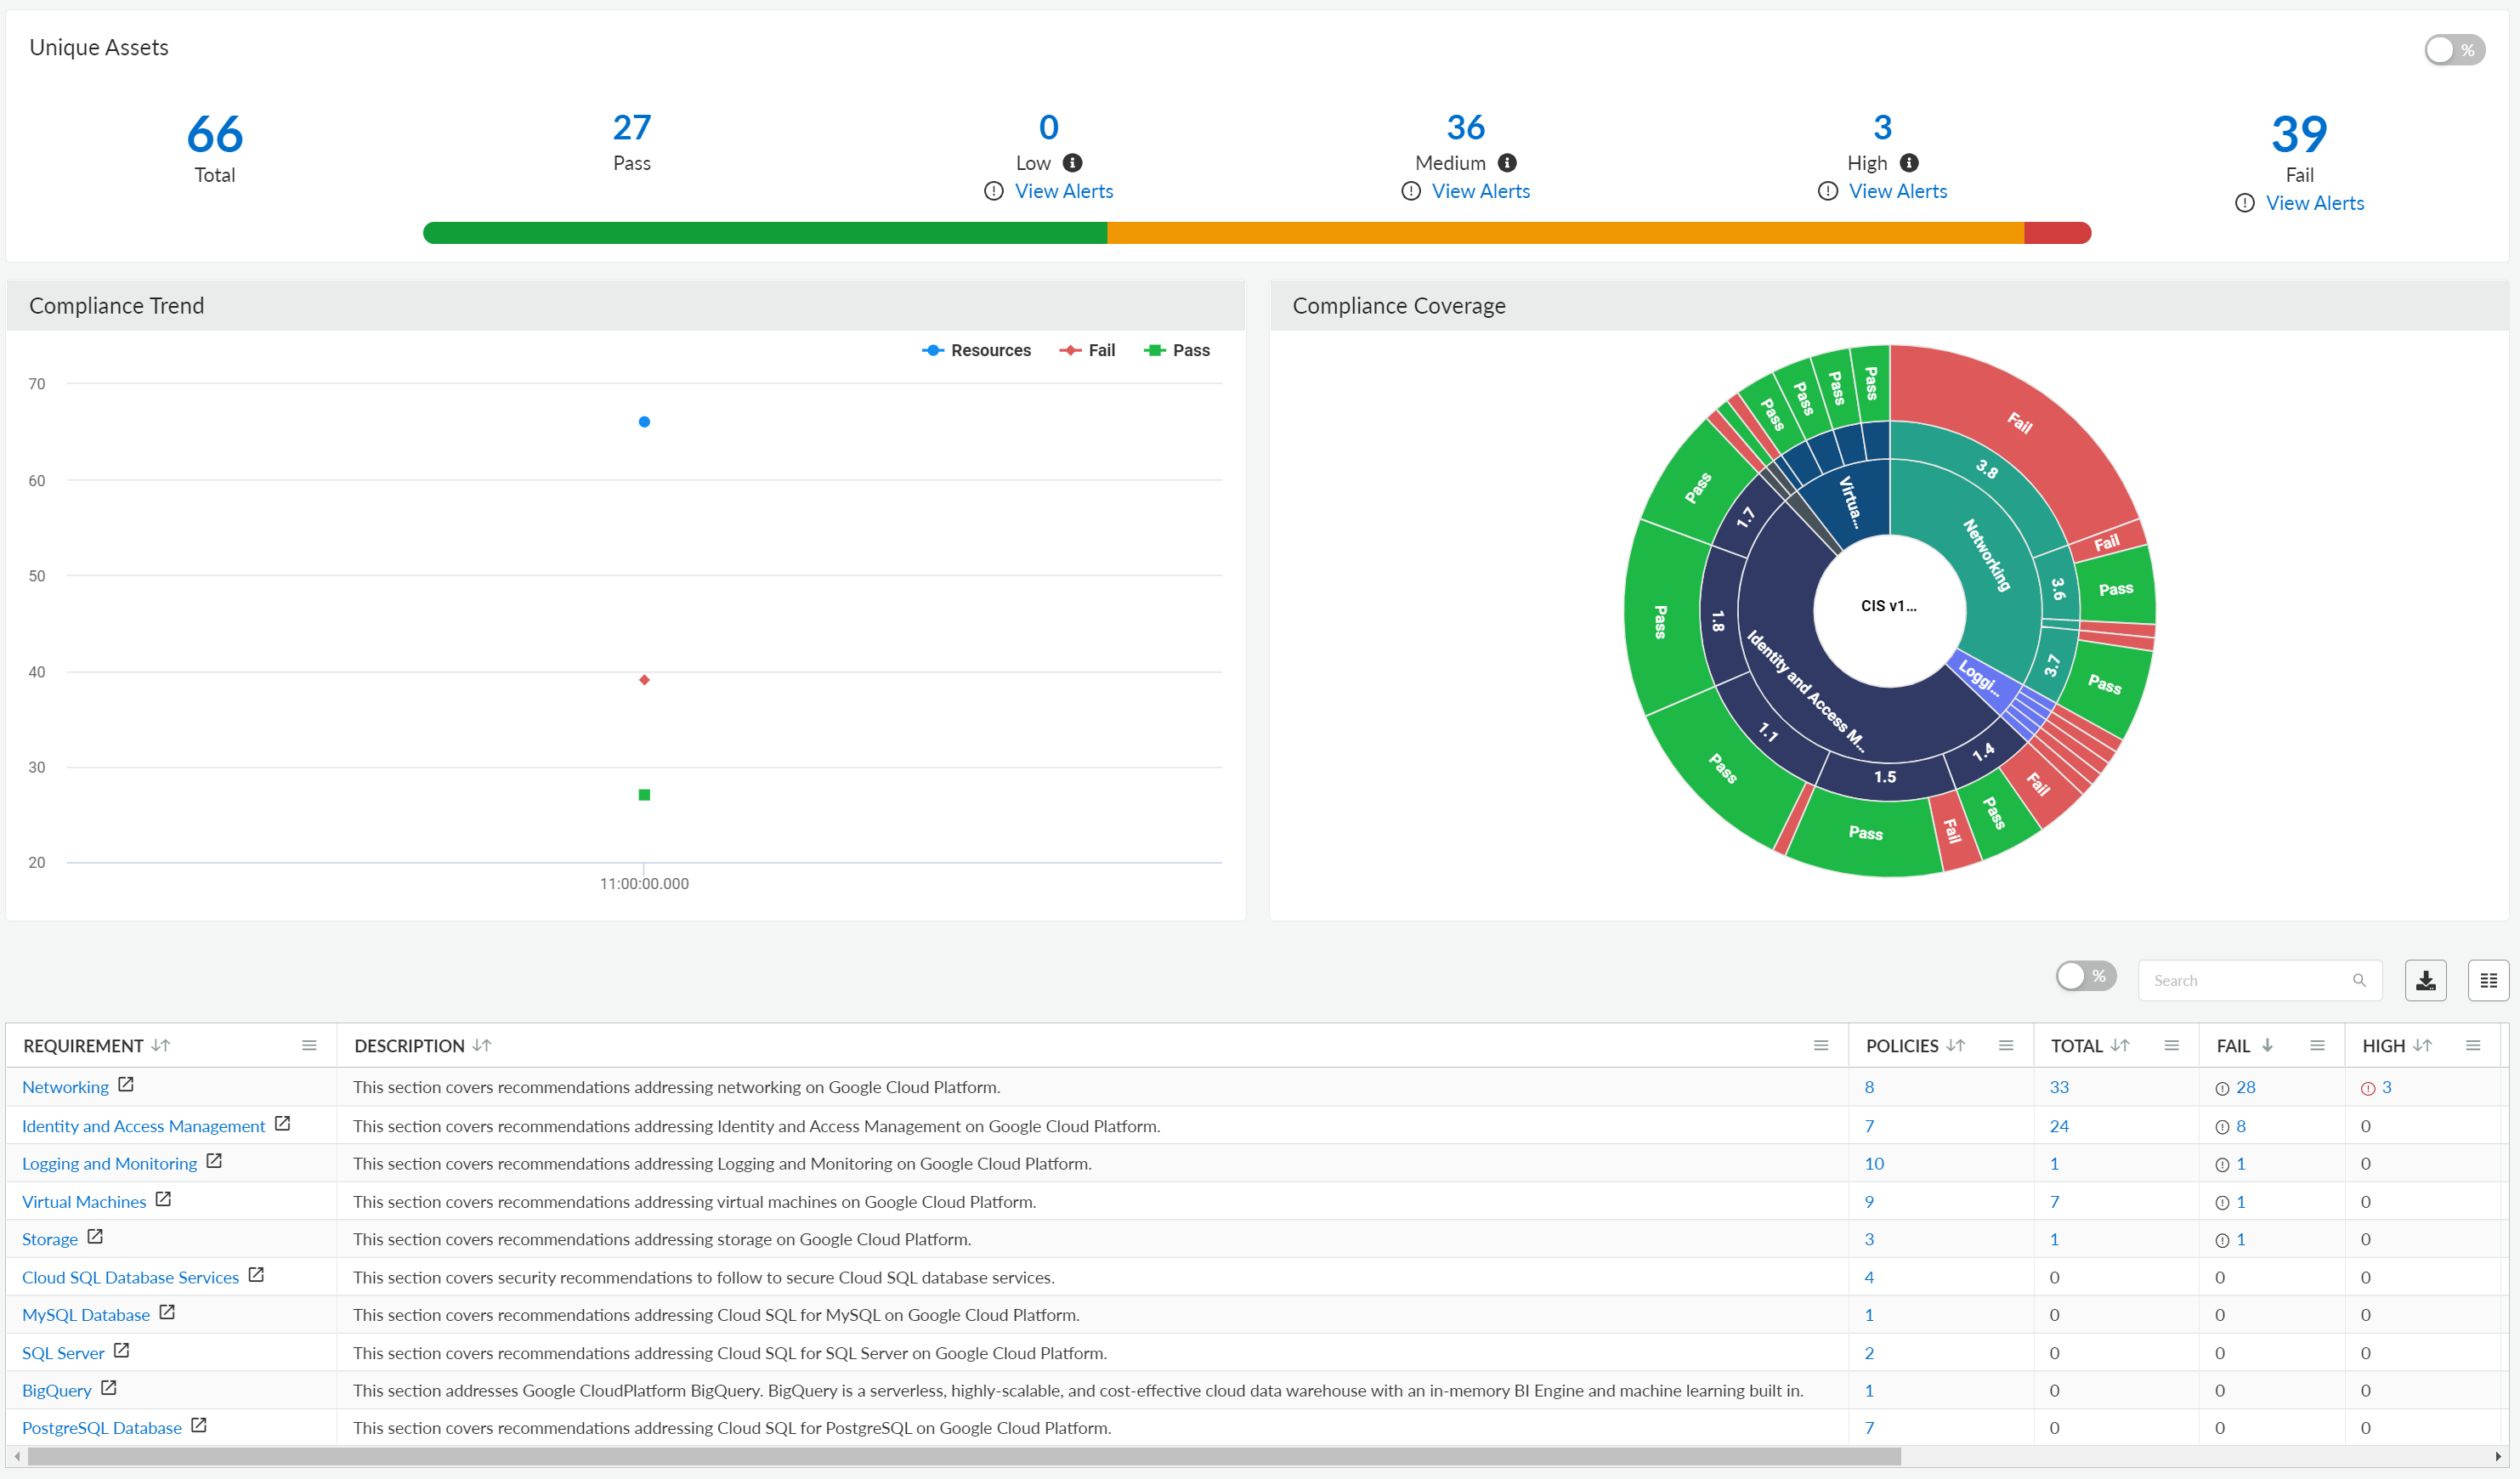 Unique Assets
%
66
Total
27
Pass
0
Low
View Alerts
36
Medium
View Alerts
3
High
View Alerts
39
Fail
View Alerts
Compliance Trend
Resources
Fail
Pass
70
60
50
40
30
20
11:00:00.000
Compliance Coverage
CIS v1...
Networking
Loggi...
Identity and Access M...
Virtua...
3.8
3.6
3.7
1.4
1.5
1.1
1.8
1.7
Fail
Fail
Pass
Pass
Fail
Pass
Fail
Pass
Pass
Pass
Pass
Pass
Pass
Pass
Pass
%
Search
REQUIREMENT DESCRIPTION POLICIES TOTAL FAIL HIGH
Networking This section covers recommendations addressing networking on Google Cloud Platform. 8 33 28 3
Identity and Access Management This section covers recommendations addressing Identity and Access Management on Google Cloud Platform. 7 24 8 0
Logging and Monitoring This section covers recommendations addressing Logging and Monitoring on Google Cloud Platform. 10 1 1 0
Virtual Machines This section covers recommendations addressing virtual machines on Google Cloud Platform. 9 7 1 0
Storage This section covers recommendations addressing storage on Google Cloud Platform. 3 1 1 0
Cloud SQL Database Services This section covers security recommendations to follow to secure Cloud SQL database services. 4 0 0 0
MySQL Database This section covers recommendations addressing Cloud SQL for MySQL on Google Cloud Platform. 1 0 0 0
SQL Server This section covers recommendations addressing Cloud SQL for SQL Server on Google Cloud Platform. 2 0 0 0
BigQuery This section addresses Google CloudPlatform BigQuery. BigQuery is a serverless, highly-scalable, and cost-effective cloud data warehouse with an in-memory BI Engine and machine learning built in. 1 0 0 0
PostgreSQL Database This section covers recommendations addressing Cloud SQL for PostgreSQL on Google Cloud Platform. 7 0 0 0